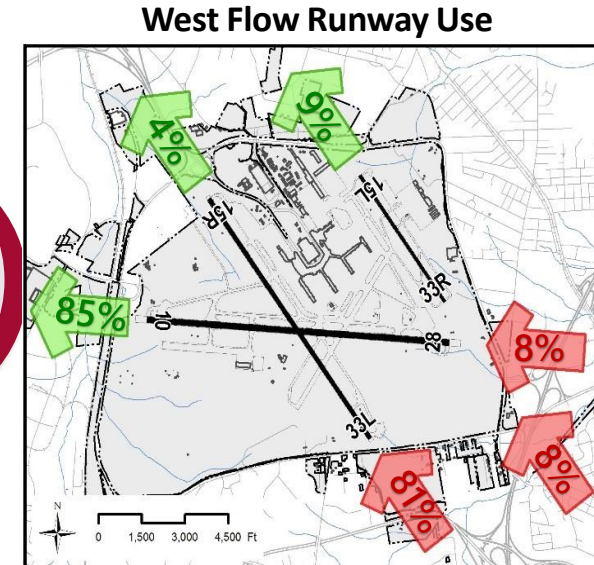 West Flow Runway Use
4%
9%
15R
15L
33R
85%
10
28
8%
33L
81%
8%
N
0 1,500 3,000 4,500 Ft